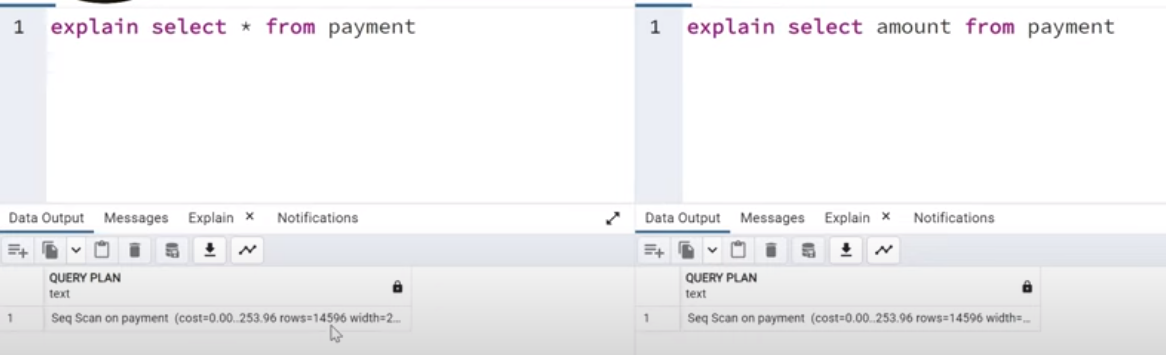 1 explain select * from payment
Data Output Messages Explain × Notifications
QUERY PLAN
text
1 Seq Scan on payment (cost=0.00..253.96 rows=14596 width=2...
1 explain select amount from payment
Data Output Messages Explain × Notifications
QUERY PLAN
text
1 Seq Scan on payment (cost=0.00..253.96 rows=14596 width=...